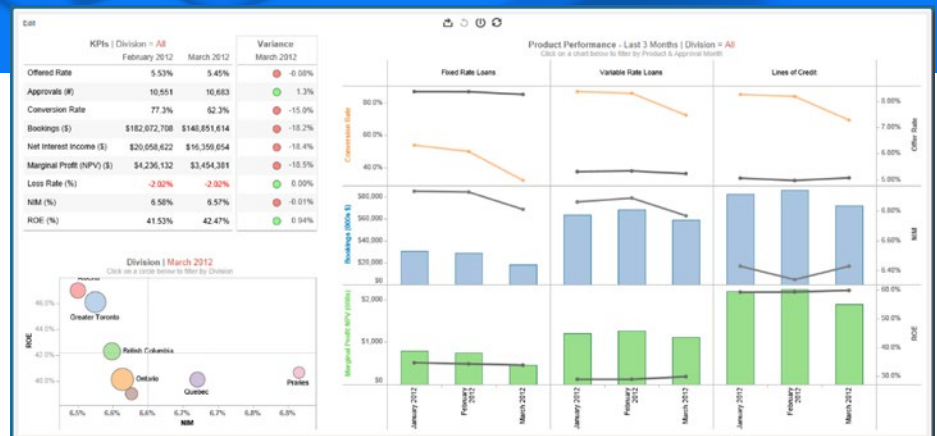 Edit
KPIs | Division = All
Variance
February 2012 March 2012 March 2012
Offered Rate 5.53% 5.45% -0.08%
Approvals (#) 10,551 10,683 1.3%
Conversion Rate 77.3% 62.3% -15.0%
Bookings ($) $182,072,708 $148,851,614 -18.2%
Net Interest Income ($) $20,058,622 $16,359,054 -18.4%
Marginal Profit (NPV) ($) $4,236,132 $3,454,381 -18.5%
Loss Rate (%) -2.02% -2.02% 0.00%
NIM (%) 6.58% 6.57% -0.01%
ROE (%) 41.53% 42.47% 0.94%
Division | March 2012
Click on a circle below to filter by Division
46.0%
Greater Toronto
44.0%
ROE
42.0%
British Columbia
40.0%
Ontario
Quebec
Prairies
6.5% 6.6% 6.6% 6.7% 6.7% 6.8% 6.8%
NIM
Product Performance - Last 3 Months | Division = All
Click on a chart below to filter by Product & Approval Month
Fixed Rate Loans Variable Rate Loans Lines of Credit
Conversion Rate
80.0%
60.0%
40.0%
8.00%
7.00%
6.00%
5.00%
Offer Rate
Bookings (000s $)
$80,000
$60,000
$40,000
$20,000
$0
6.80%
6.60%
6.40%
NIM
Marginal Profit NPV (000s)
$2,000
$1,000
$0
60.0%
50.0%
40.0%
30.0%
ROE
January 2012 February 2012 March 2012 January 2012 February 2012 March 2012 January 2012 February 2012 March 2012